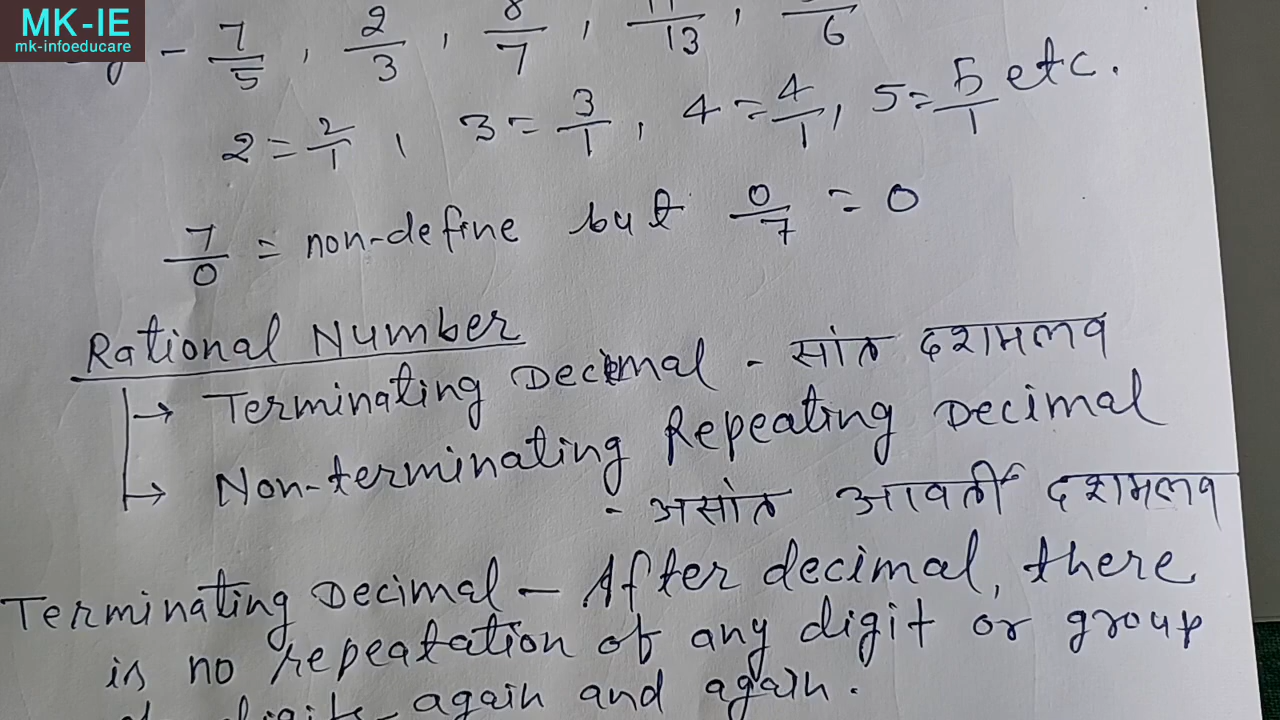 MK-IE
mk-infoeducare
- 7/5, 2/3, 8/7, /13, /6
2 = 2/1, 3 = 3/1, 4 = 4/1, 5 = 5/1 etc.
7/0 = non-define but 0/7 = 0
Rational Number
→ Terminating Decimal - सांत दशमलव
→ Non-terminating Repeating Decimal
- असांत आवर्ती दशमलव
Terminating Decimal – After decimal, there
is no repeatation of any digit or group
again and again.